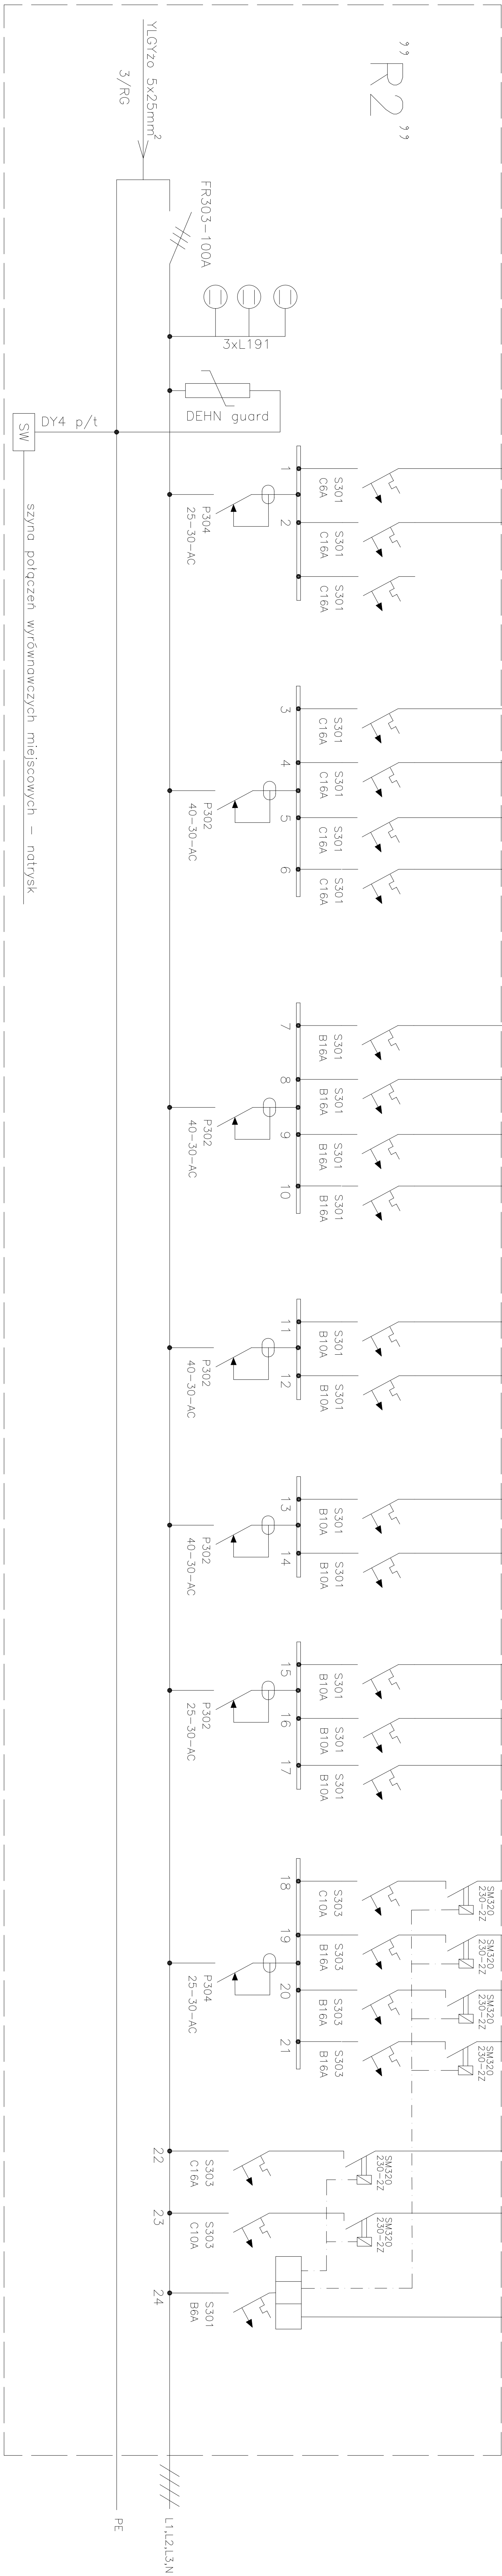 "R2"
YLGYżo 5x25mm²
3/RG
FR303-100A
3xL191
DEHN guard
DY4 p/t
SW
szyna połączeń wyrównawczych miejscowych – natrysk
P304
25-30-AC
1
S301
C6A
2
S301
C16A
S301
C16A
P302
40-30-AC
3
S301
C16A
4
S301
C16A
5
S301
C16A
6
S301
C16A
P302
40-30-AC
7
S301
B16A
8
S301
B16A
9
S301
B16A
10
S301
B16A
P302
40-30-AC
11
S301
B10A
12
S301
B10A
P302
40-30-AC
13
S301
B10A
14
S301
B10A
P302
25-30-AC
15
S301
B10A
16
S301
B10A
17
S301
B10A
P304
25-30-AC
18
S303
C10A
SM320
230-2Z
19
S303
B16A
SM320
230-2Z
20
S303
B16A
SM320
230-2Z
21
S303
B16A
SM320
230-2Z
22
S303
C16A
SM320
230-2Z
23
S303
C10A
SM320
230-2Z
24
S301
B6A
L1,L2,L3,N
PE